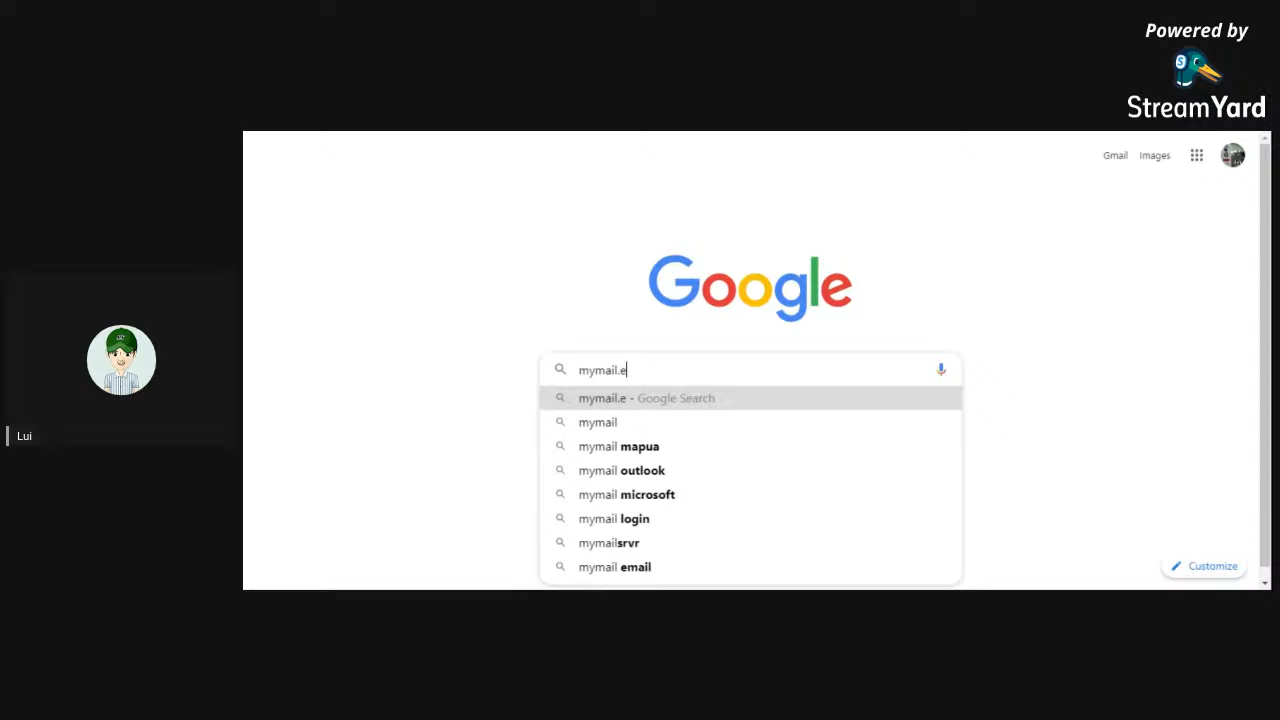 Powered by
StreamYard
Gmail Images
Google
mymail.e
mymail.e - Google Search
mymail
mymail mapua
mymail outlook
mymail microsoft
mymail login
mymailsrvr
mymail email
Customize
Lui